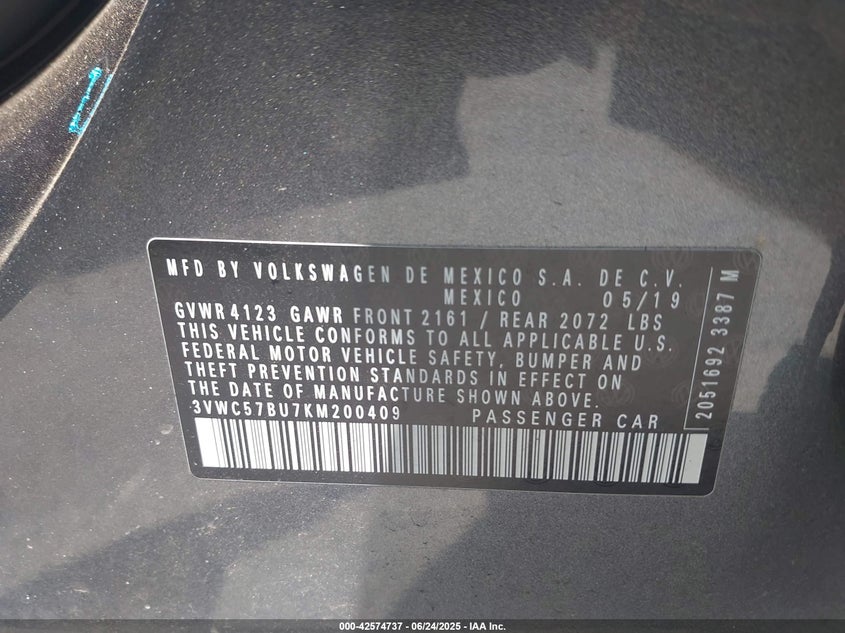 MFD BY VOLKSWAGEN DE MEXICO S.A. DE C.V.
MEXICO 05/19
GVWR 4123 GAWR FRONT 2161 / REAR 2072 LBS
THIS VEHICLE CONFORMS TO ALL APPLICABLE U.S.
FEDERAL MOTOR VEHICLE SAFETY, BUMPER AND
THEFT PREVENTION STANDARDS IN EFFECT ON
THE DATE OF MANUFACTURE SHOWN ABOVE.
3VWC57BU7KM200409 PASSENGER CAR
2051692 3387 M
000-42574737 - 06/24/2025 - IAA Inc.